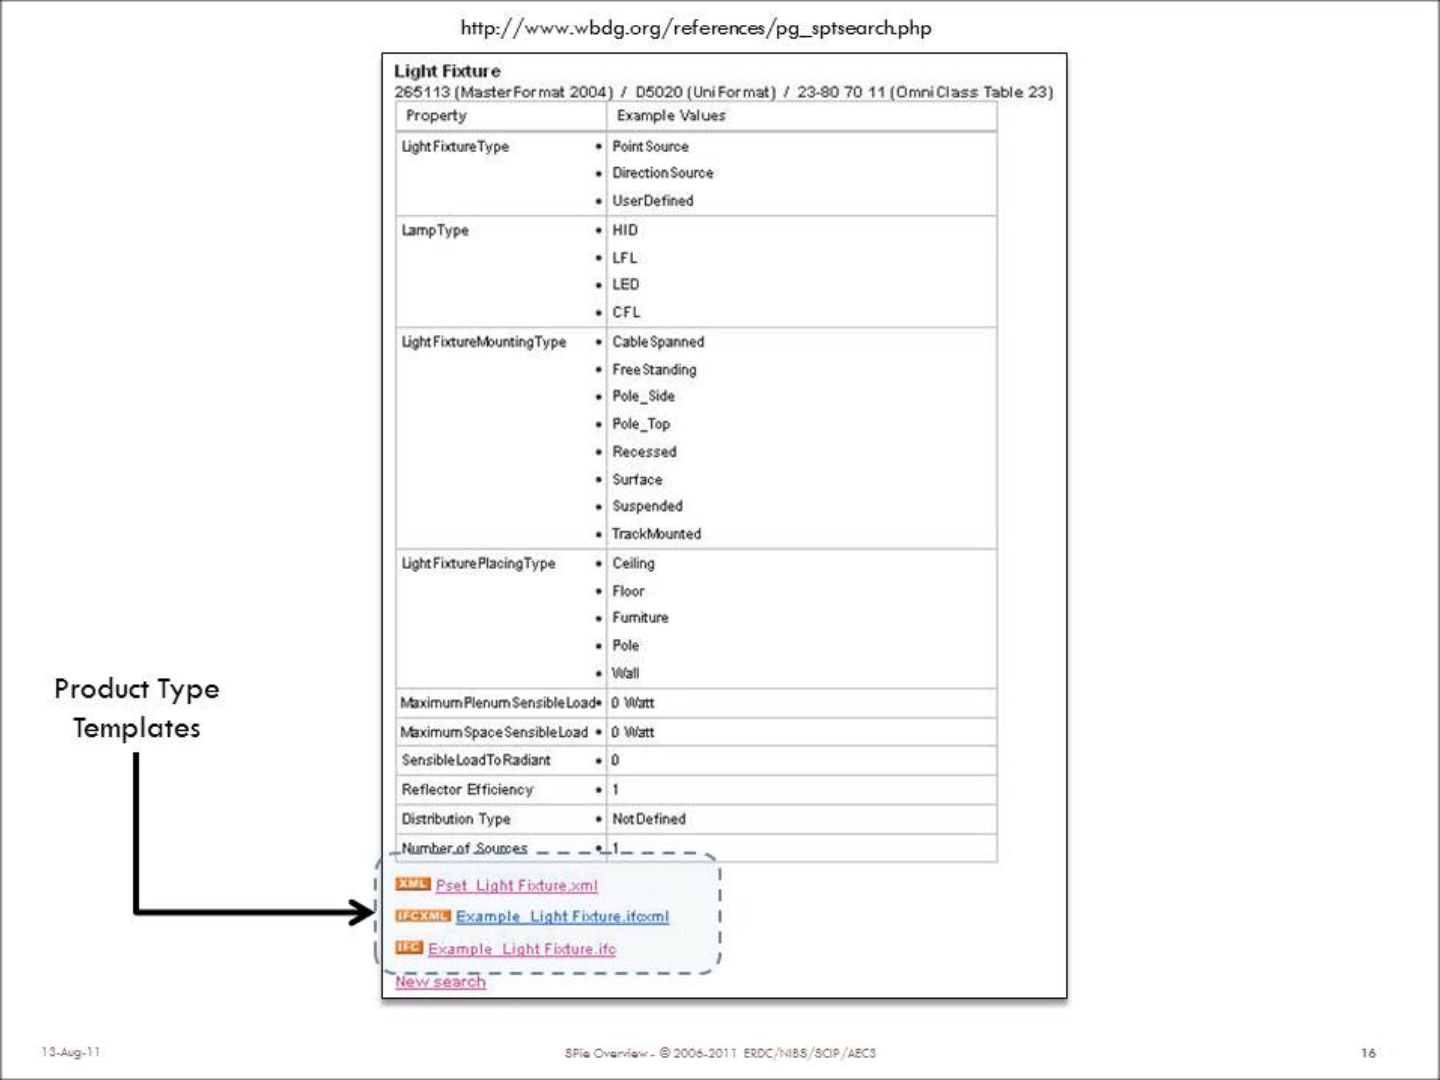 http://www.wbdg.org/references/pg_sptsearch.php
Light Fixture
265113 (MasterFormat 2004) / D5020 (UniFormat) / 23-80 70 11 (OmniClass Table 23)
Property Example Values
LightFixtureType • PointSource
• DirectionSource
• UserDefined
LampType • HID
• LFL
• LED
• CFL
LightFixtureMountingType • CableSpanned
• FreeStanding
• Pole_Side
• Pole_Top
• Recessed
• Surface
• Suspended
• TrackMounted
LightFixturePlacingType • Ceiling
• Floor
• Furniture
• Pole
• Wall
MaximumPlenumSensibleLoad • 0 Watt
MaximumSpaceSensibleLoad • 0 Watt
SensibleLoadToRadiant • 0
Reflector Efficiency • 1
Distribution Type • NotDefined
Number of Sources • 1
Product Type
Templates
XML Pset_Light Fixture.xml
IFCXML Example_Light Fixture.ifcxml
IFC Example_Light Fixture.ifc
New search
13-Aug-11 SPie Overview - © 2006-2011 ERDC/NIBS/SCIP/AEC3 16